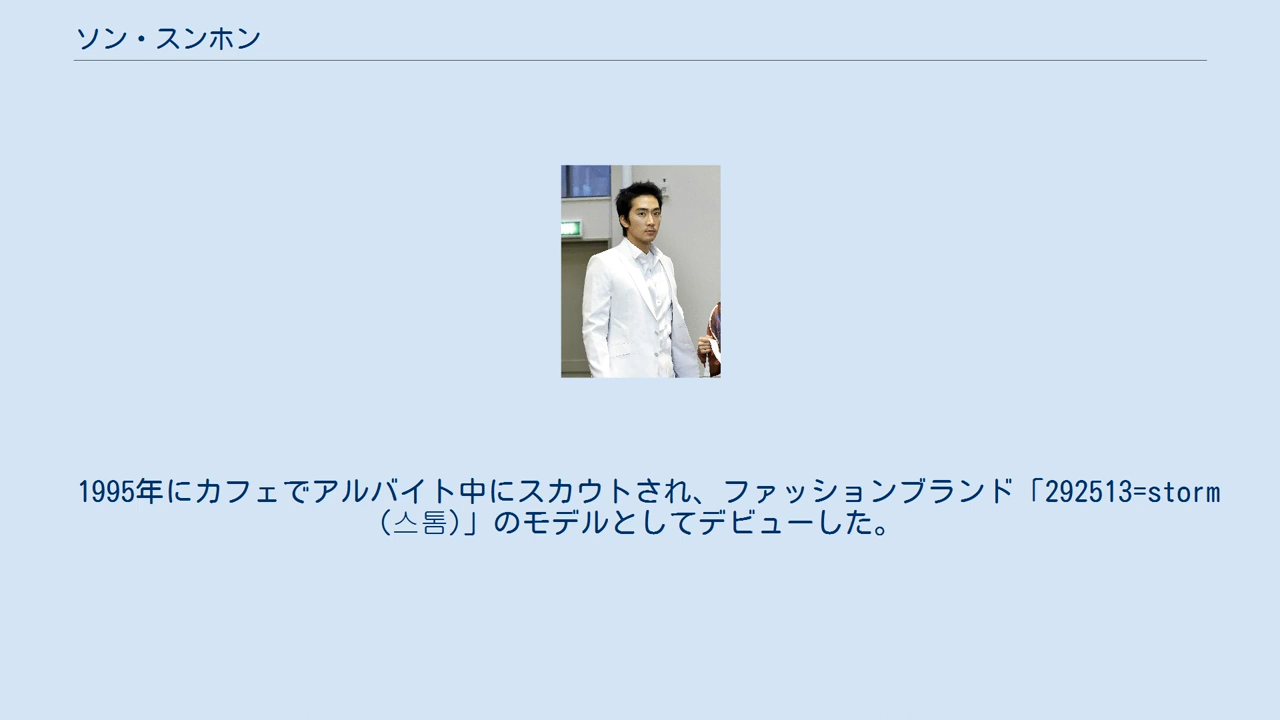 ソン・スンホン
1995年にカフェでアルバイト中にスカウトされ、ファッションブランド「292513=storm
(스톰)」のモデルとしてデビューした。